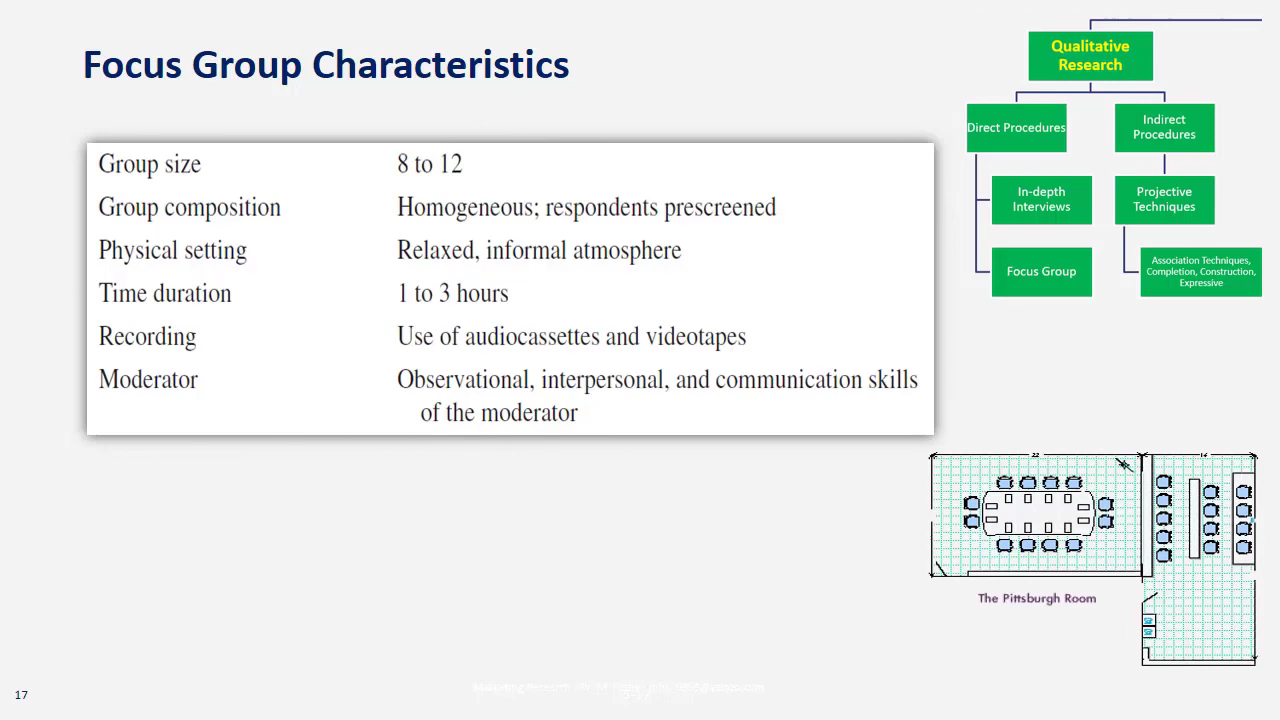 Focus Group Characteristics
Group size 8 to 12
Group composition Homogeneous; respondents prescreened
Physical setting Relaxed, informal atmosphere
Time duration 1 to 3 hours
Recording Use of audiocassettes and videotapes
Moderator Observational, interpersonal, and communication skills
of the moderator
Qualitative
Research
Direct Procedures
Indirect
Procedures
In-depth
Interviews
Projective
Techniques
Focus Group
Association Techniques,
Completion, Construction,
Expressive
22
14
The Pittsburgh Room
17